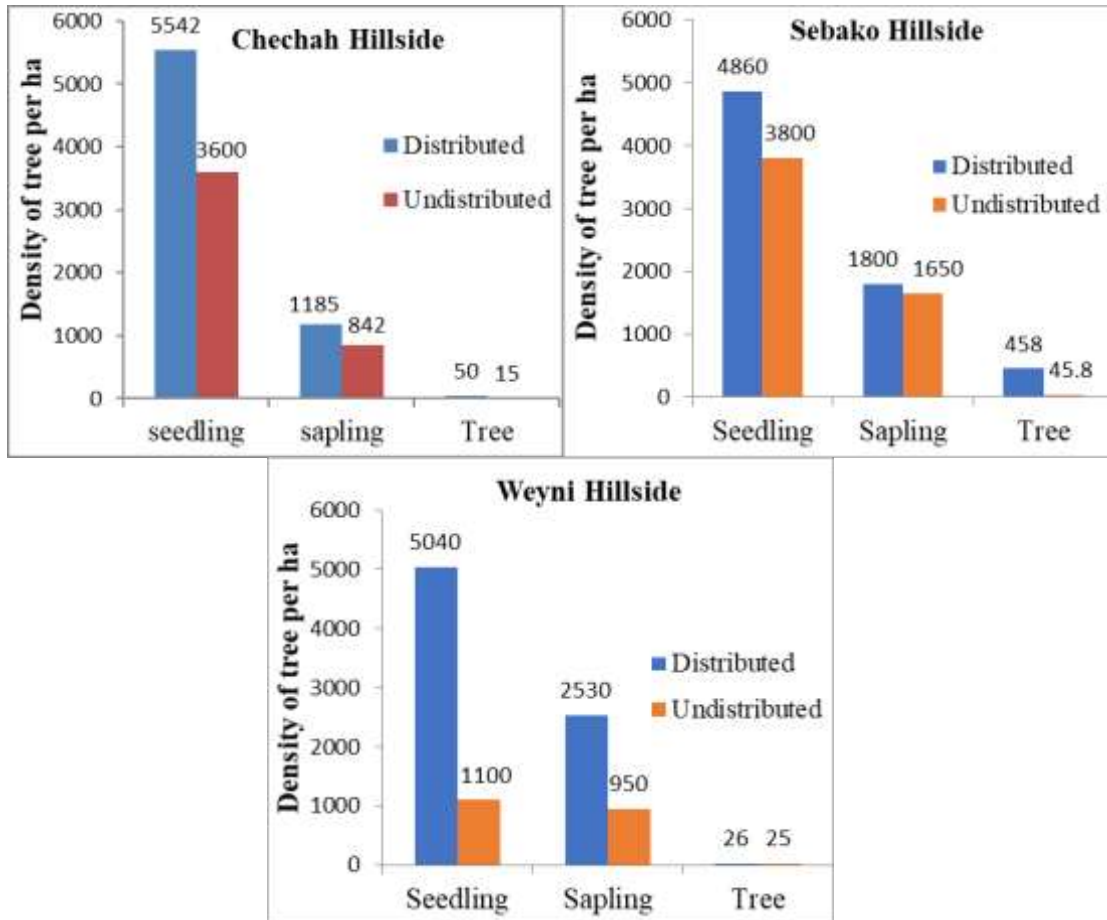 Chechah Hillside
Density of tree per ha
6000
5000
4000
3000
2000
1000
0
5542
3600
1185
842
50
15
Distributed
Undistributed
seedling
sapling
Tree
Sebako Hillside
Density of tree per ha
6000
5000
4000
3000
2000
1000
0
4860
3800
1800
1650
458
45.8
Distributed
Undistributed
Seedling
Sapling
Tree
Weyni Hillside
Density of tree per ha
6000
5000
4000
3000
2000
1000
0
5040
1100
2530
950
26
25
Distributed
Undistributed
Seedling
Sapling
Tree